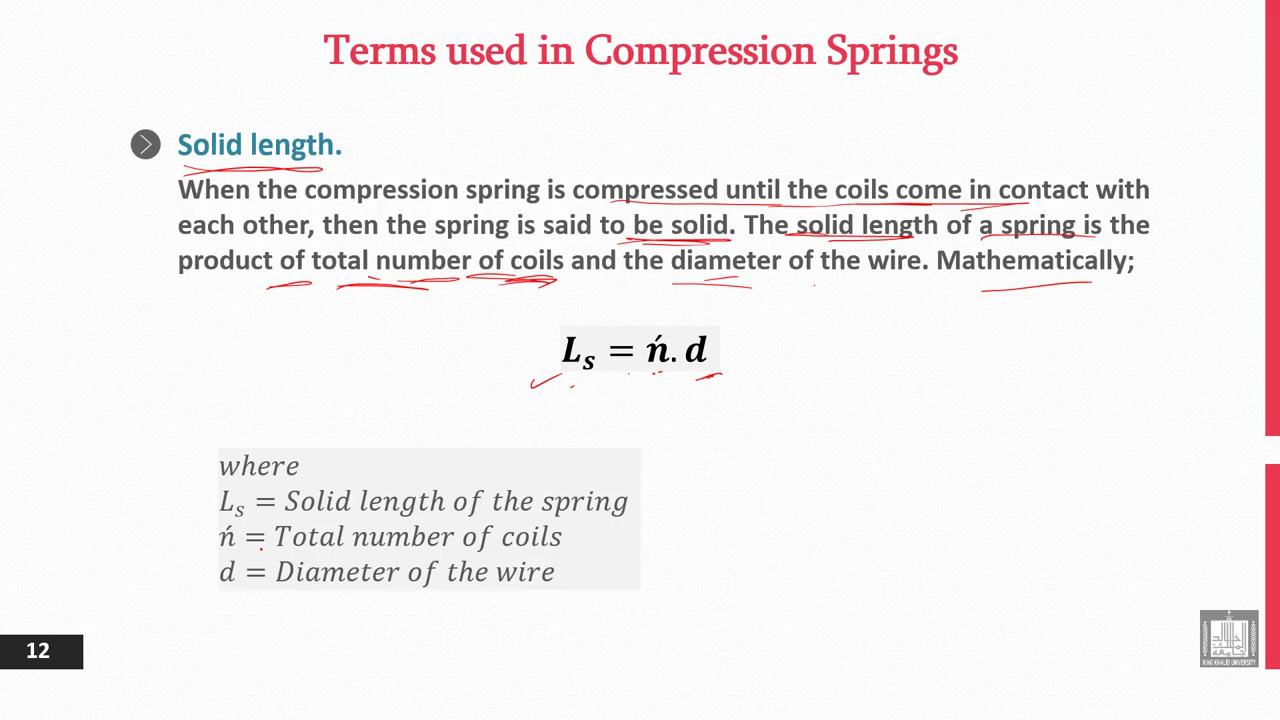 Terms used in Compression Springs
Solid length.
When the compression spring is compressed until the coils come in contact with
each other, then the spring is said to be solid. The solid length of a spring is the
product of total number of coils and the diameter of the wire. Mathematically;
Lₛ = ń. d
where
Lₛ = Solid length of the spring
ń = Total number of coils
d = Diameter of the wire
12
KING KHALID UNIVERSITY